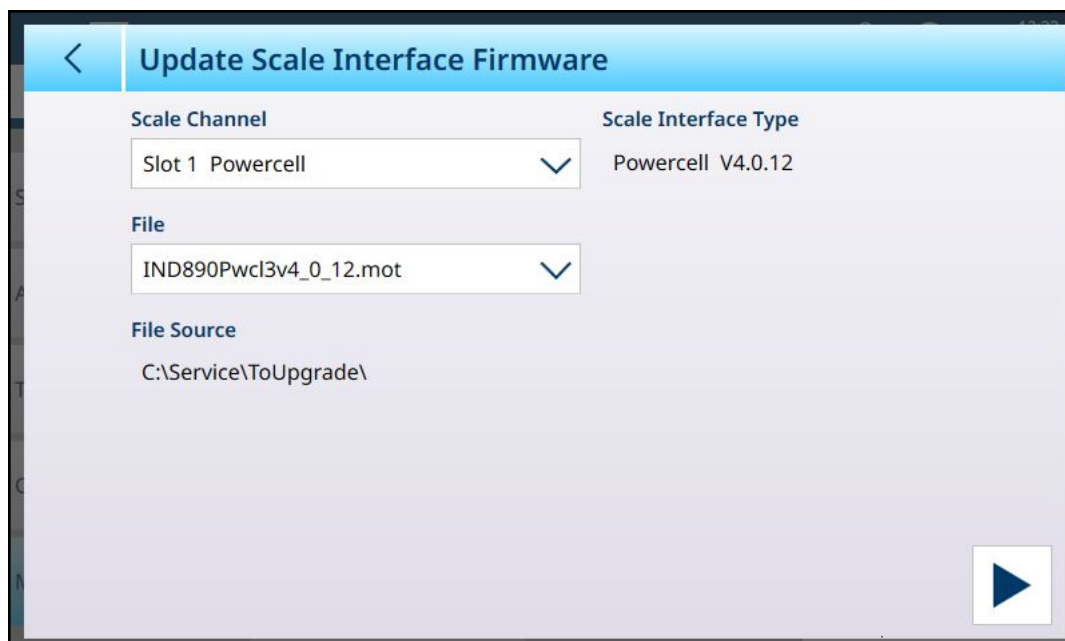 Update Scale Interface Firmware
Scale Channel
Scale Interface Type
Slot 1 Powercell
Powercell V4.0.12
File
IND890Pwcl3v4_0_12.mot
File Source
C:\Service\ToUpgrade\